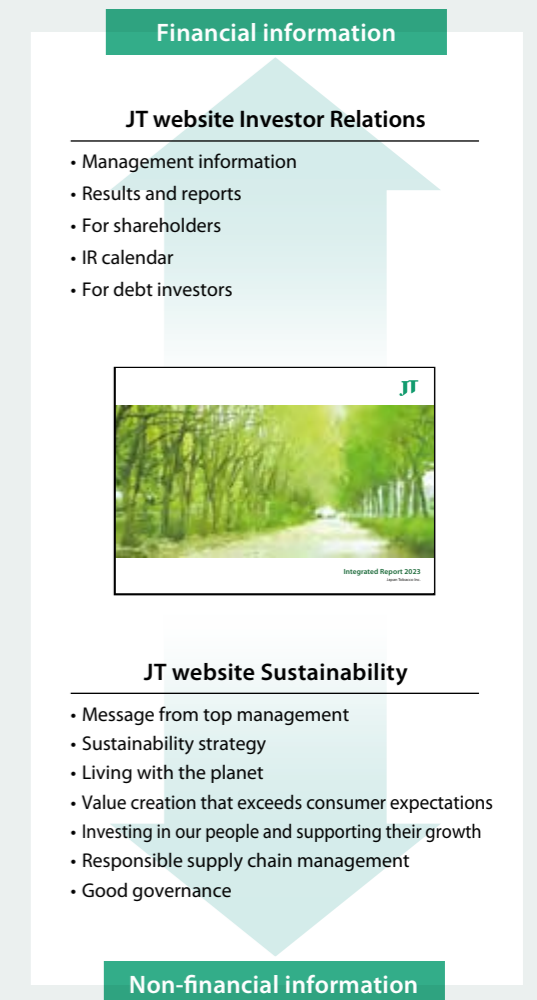 Financial information
JT website Investor Relations
• Management information
• Results and reports
• For shareholders
• IR calendar
• For debt investors
JT
Integrated Report 2023
Japan Tobacco Inc.
JT website Sustainability
• Message from top management
• Sustainability strategy
• Living with the planet
• Value creation that exceeds consumer expectations
• Investing in our people and supporting their growth
• Responsible supply chain management
• Good governance
Non-financial information